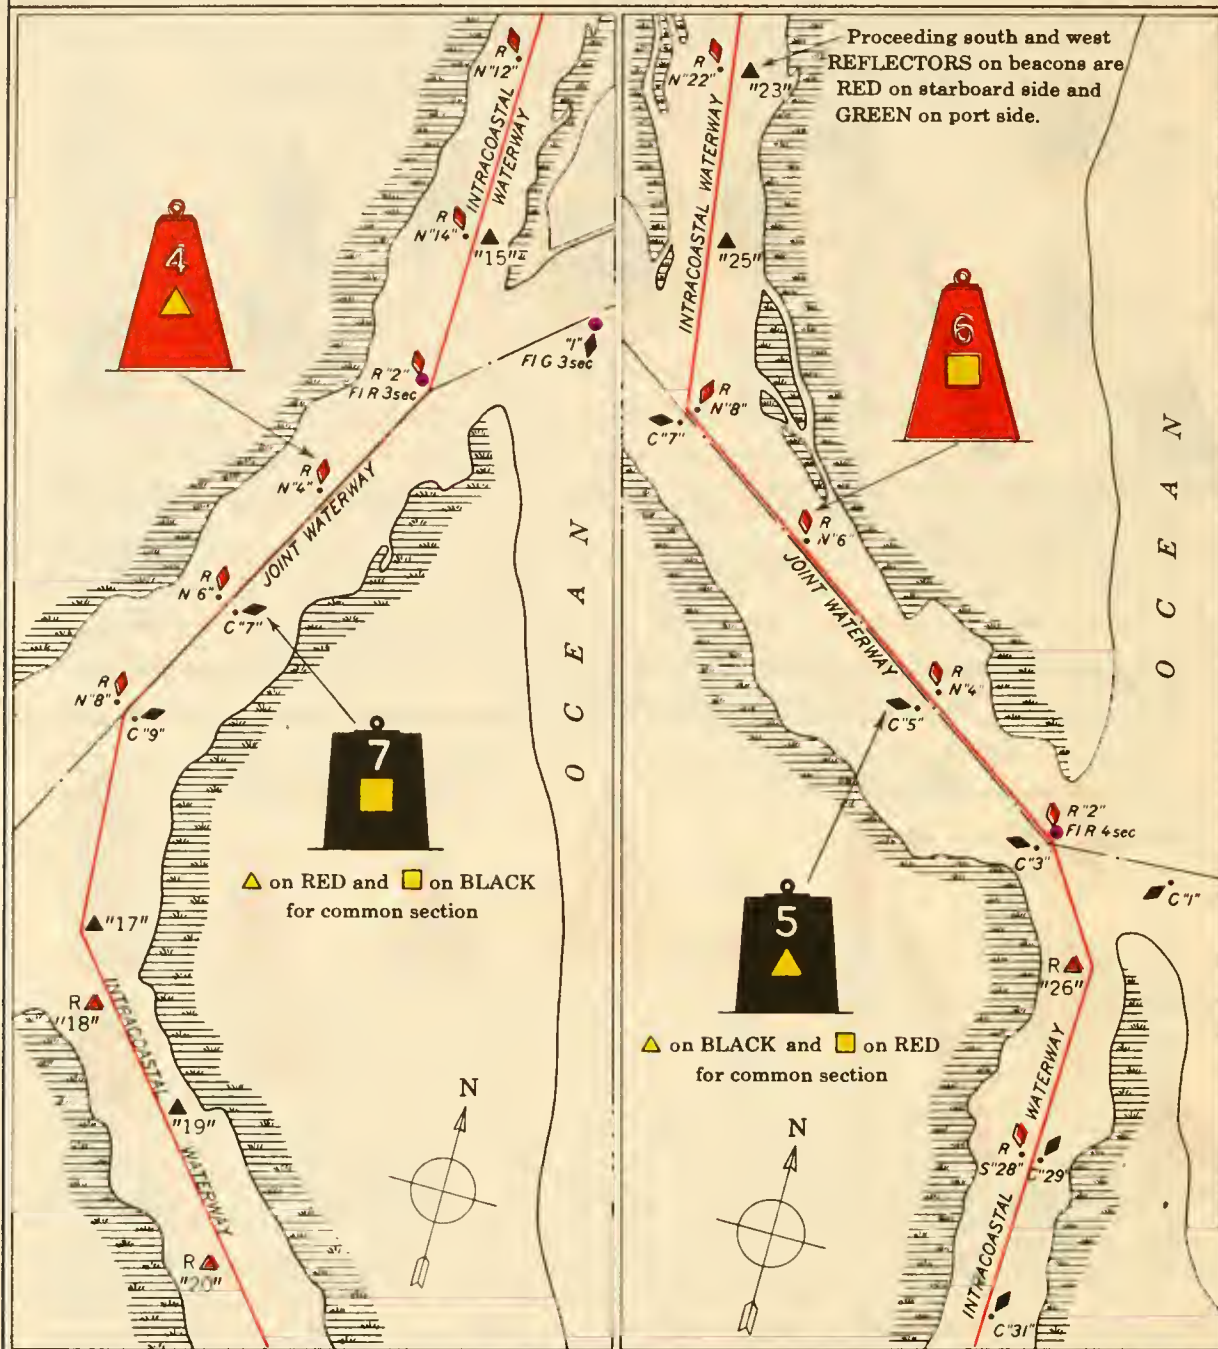 R
N"12"
INTRACOASTAL
WATERWAY
R
N"14"
"15"
4
R"2"
Fl R 3sec
"1"
Fl G 3sec
R
N"4"
JOINT WATERWAY
R
N 6"
C"7"
R
N"8"
C"9"
7
△ on RED and □ on BLACK
for common section
"17"
R
"18"
INTRACOASTAL
WATERWAY
"19"
R
"20"
N
OCEAN
R
N"22"
"23"
Proceeding south and west
REFLECTORS on beacons are
RED on starboard side and
GREEN on port side.
INTRACOASTAL WATERWAY
"25"
6
R
N"8"
C"7"
R
N"6"
JOINT WATERWAY
R
N"4"
C"5"
OCEAN
R"2"
Fl R 4sec
C"3"
C"1"
5
△ on BLACK and □ on RED
for common section
R
"26"
INTRACOASTAL WATERWAY
R
S"28"
C"29"
C"31"
N